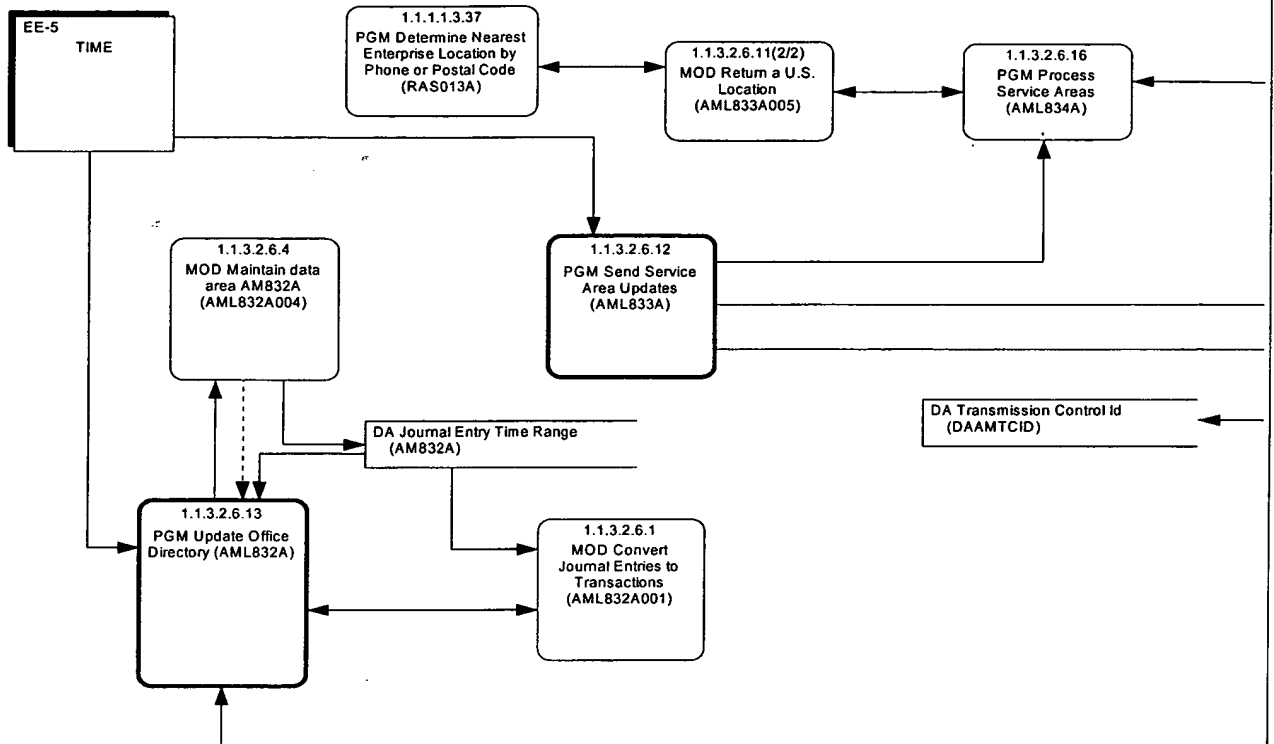 EE-5
TIME
1.1.1.1.3.37
PGM Determine Nearest
Enterprise Location by
Phone or Postal Code
(RAS013A)
1.1.3.2.6.11(2/2)
MOD Return a U.S.
Location
(AML833A005)
1.1.3.2.6.16
PGM Process
Service Areas
(AML834A)
1.1.3.2.6.4
MOD Maintain data
area AM832A
(AML832A004)
1.1.3.2.6.12
PGM Send Service
Area Updates
(AML833A)
DA Journal Entry Time Range
(AM832A)
DA Transmission Control Id
(DAAMTCID)
1.1.3.2.6.13
PGM Update Office
Directory (AML832A)
1.1.3.2.6.1
MOD Convert
Journal Entries to
Transactions
(AML832A001)